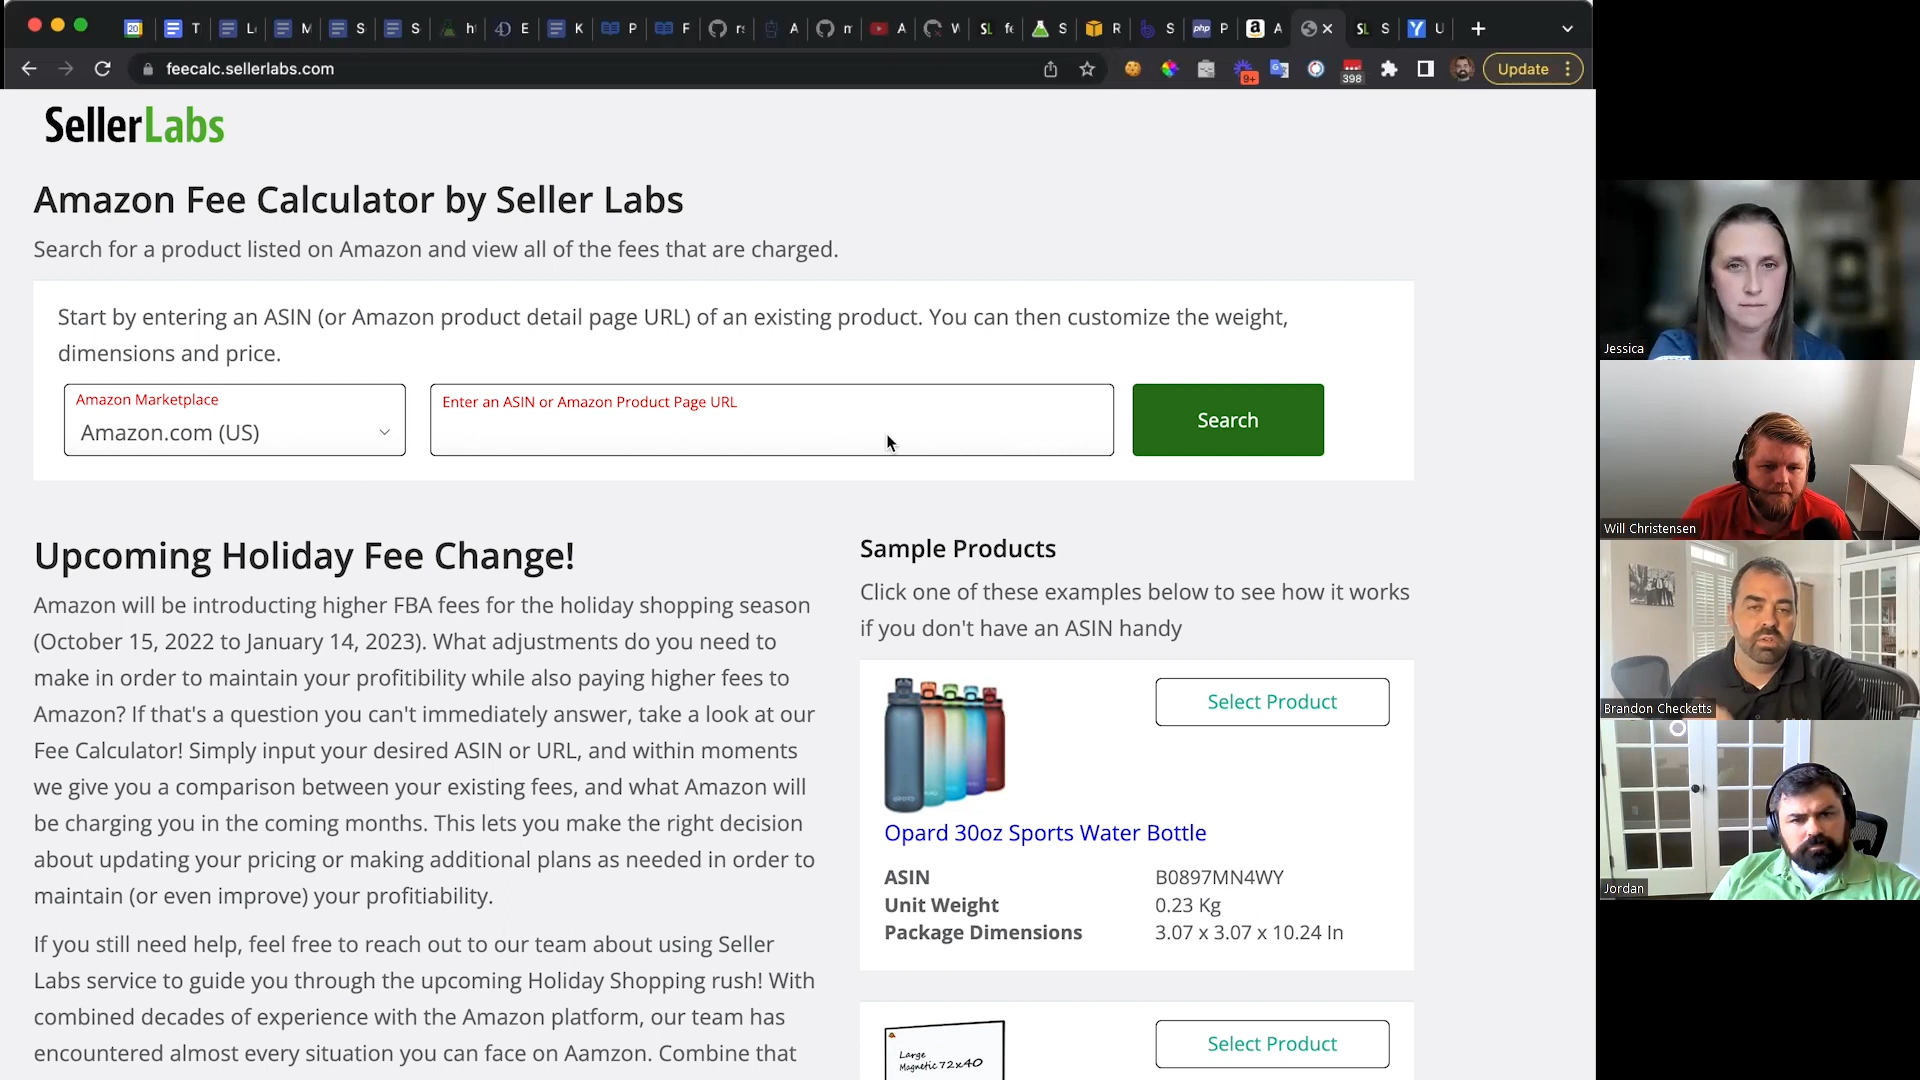 20
T
L
M
S
S
h
E
K
P
F
rs
A
m
A
W
SL fe
S
R
S
php P
a A
SL S
Y U
feecalc.sellerlabs.com
9+
398
Update
SellerLabs
Amazon Fee Calculator by Seller Labs
Search for a product listed on Amazon and view all of the fees that are charged.
Start by entering an ASIN (or Amazon product detail page URL) of an existing product. You can then customize the weight,
dimensions and price.
Amazon Marketplace
Amazon.com (US)
Enter an ASIN or Amazon Product Page URL
Search
Upcoming Holiday Fee Change!
Amazon will be introducting higher FBA fees for the holiday shopping season
(October 15, 2022 to January 14, 2023). What adjustments do you need to
make in order to maintain your profitibility while also paying higher fees to
Amazon? If that's a question you can't immediately answer, take a look at our
Fee Calculator! Simply input your desired ASIN or URL, and within moments
we give you a comparison between your existing fees, and what Amazon will
be charging you in the coming months. This lets you make the right decision
about updating your pricing or making additional plans as needed in order to
maintain (or even improve) your profitiability.
If you still need help, feel free to reach out to our team about using Seller
Labs service to guide you through the upcoming Holiday Shopping rush! With
combined decades of experience with the Amazon platform, our team has
encountered almost every situation you can face on Aamzon. Combine that
Sample Products
Click one of these examples below to see how it works
if you don't have an ASIN handy
Select Product
Opard 30oz Sports Water Bottle
ASIN B0897MN4WY
Unit Weight 0.23 Kg
Package Dimensions 3.07 x 3.07 x 10.24 In
Large
Magnetic 72x40
Select Product
Jessica
Will Christensen
Brandon Checketts
Jordan